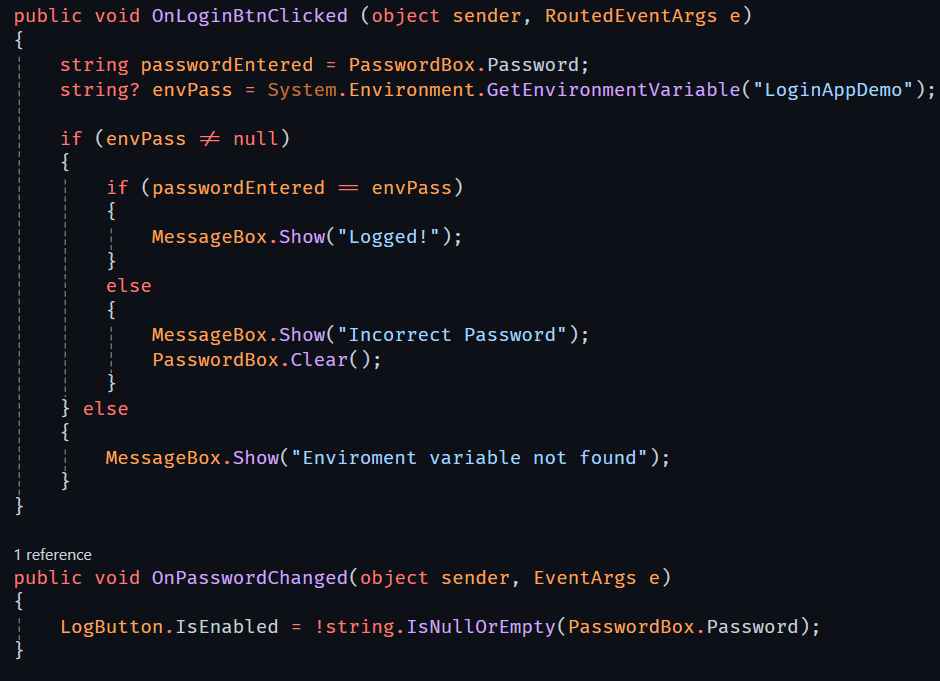 public void OnLoginBtnClicked (object sender, RoutedEventArgs e)
{
    string passwordEntered = PasswordBox.Password;
    string? envPass = System.Environment.GetEnvironmentVariable("LoginAppDemo");

    if (envPass ≠ null)
    {
        if (passwordEntered == envPass)
        {
            MessageBox.Show("Logged!");
        }
        else
        {
            MessageBox.Show("Incorrect Password");
            PasswordBox.Clear();
        }
    } else
    {
        MessageBox.Show("Enviroment variable not found");
    }
}

1 reference
public void OnPasswordChanged(object sender, EventArgs e)
{
    LogButton.IsEnabled = !string.IsNullOrEmpty(PasswordBox.Password);
}